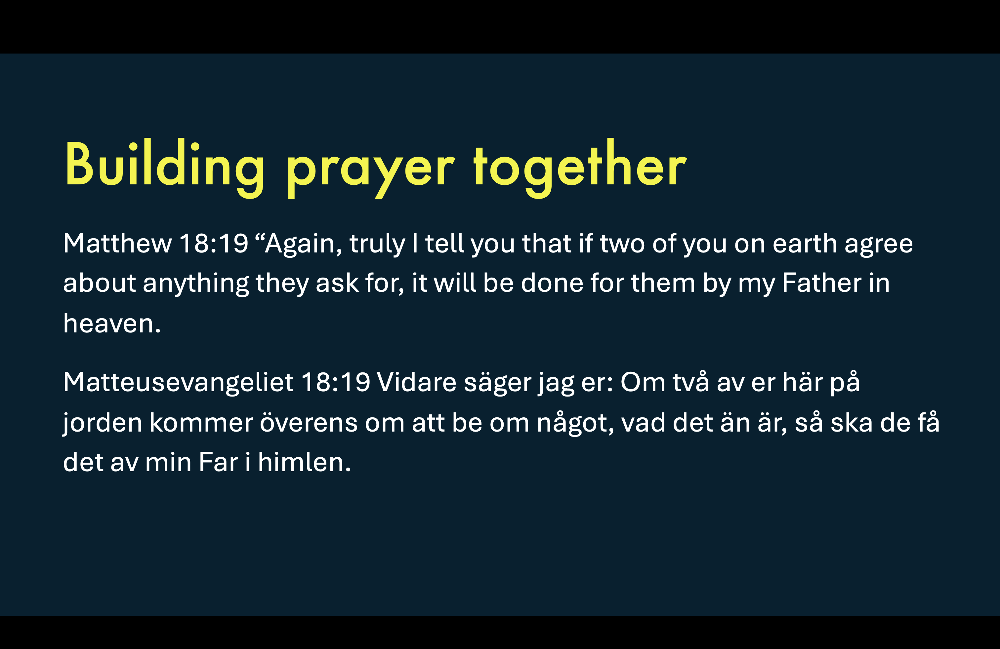 Building prayer together
Matthew 18:19 “Again, truly I tell you that if two of you on earth agree
about anything they ask for, it will be done for them by my Father in
heaven.
Matteusevangeliet 18:19 Vidare säger jag er: Om två av er här på
jorden kommer överens om att be om något, vad det än är, så ska de få
det av min Far i himlen.